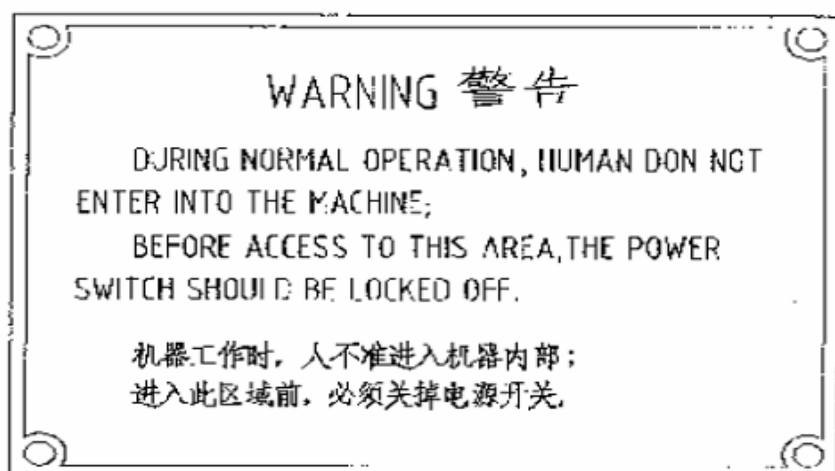 WARNING 警告
DURING NORMAL OPERATION, HUMAN DON NOT
ENTER INTO THE MACHINE;
BEFORE ACCESS TO THIS AREA,THE POWER
SWITCH SHOULD BE LOCKED OFF.
机器工作时，人不准进入机器内部；
进入此区域前，必须关掉电源开关.